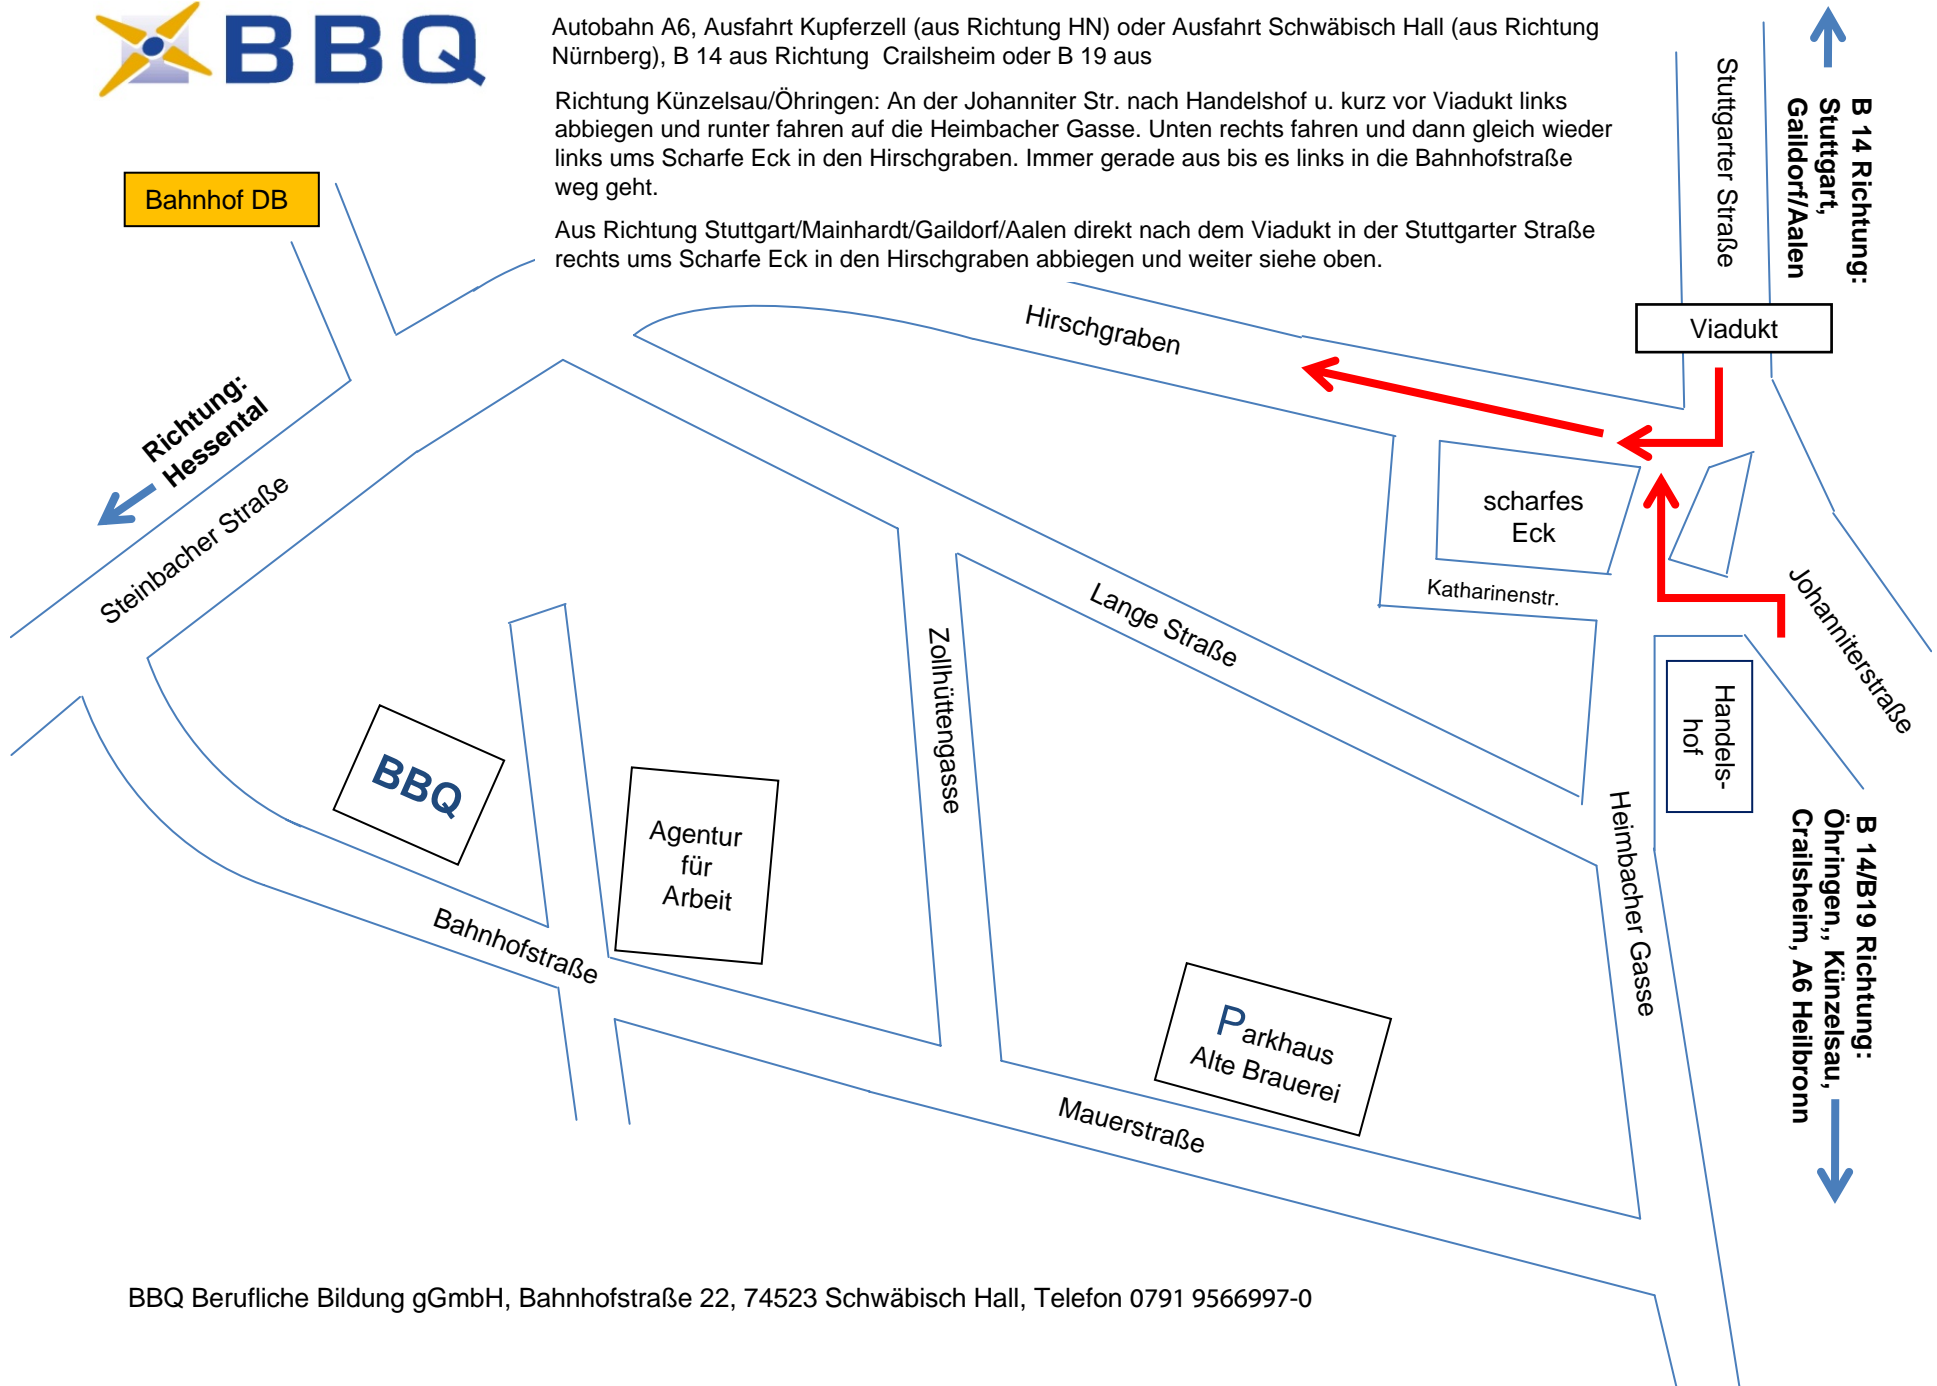 BBQ
Autobahn A6, Ausfahrt Kupferzell (aus Richtung HN) oder Ausfahrt Schwäbisch Hall (aus Richtung
Nürnberg), B 14 aus Richtung  Crailsheim oder B 19 aus
Richtung Künzelsau/Öhringen: An der Johanniter Str. nach Handelshof u. kurz vor Viadukt links
abbiegen und runter fahren auf die Heimbacher Gasse. Unten rechts fahren und dann gleich wieder
links ums Scharfe Eck in den Hirschgraben. Immer gerade aus bis es links in die Bahnhofstraße
weg geht.
Aus Richtung Stuttgart/Mainhardt/Gaildorf/Aalen direkt nach dem Viadukt in der Stuttgarter Straße
rechts ums Scharfe Eck in den Hirschgraben abbiegen und weiter siehe oben.
Stuttgarter Straße
B 14 Richtung:
Stuttgart,
Gaildorf/Aalen
Bahnhof DB
Viadukt
Hirschgraben
Richtung:
Hessental
Steinbacher Straße
scharfes
Eck
Katharinenstr.
Johanniterstraße
Lange Straße
Zollhüttengasse
Handels-
hof
BBQ
Agentur
für
Arbeit
Heimbacher Gasse
B 14/B19 Richtung:
Öhringen,, Künzelsau,
Crailsheim, A6 Heilbronn
Bahnhofstraße
Parkhaus
Alte Brauerei
Mauerstraße
BBQ Berufliche Bildung gGmbH, Bahnhofstraße 22, 74523 Schwäbisch Hall, Telefon 0791 9566997-0